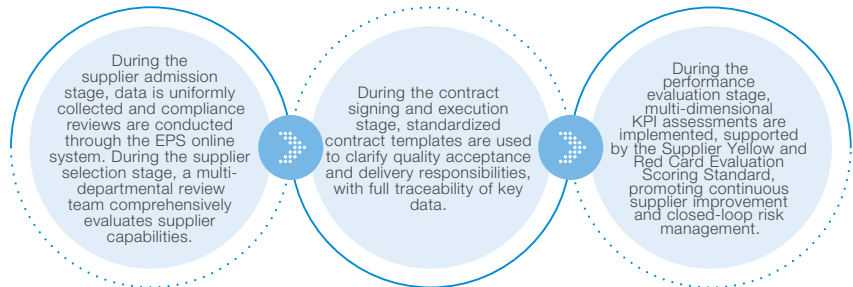 During the
supplier admission
stage, data is uniformly
collected and compliance
reviews are conducted
through the EPS online
system. During the supplier
selection stage, a multi-
departmental review
team comprehensively
evaluates supplier
capabilities.
During the contract
signing and execution
stage, standardized
contract templates are used
to clarify quality acceptance
and delivery responsibilities,
with full traceability of key
data.
During the
performance
evaluation stage,
multi-dimensional
KPI assessments are
implemented, supported
by the Supplier Yellow and
Red Card Evaluation
Scoring Standard,
promoting continuous
supplier improvement
and closed-loop risk
management.